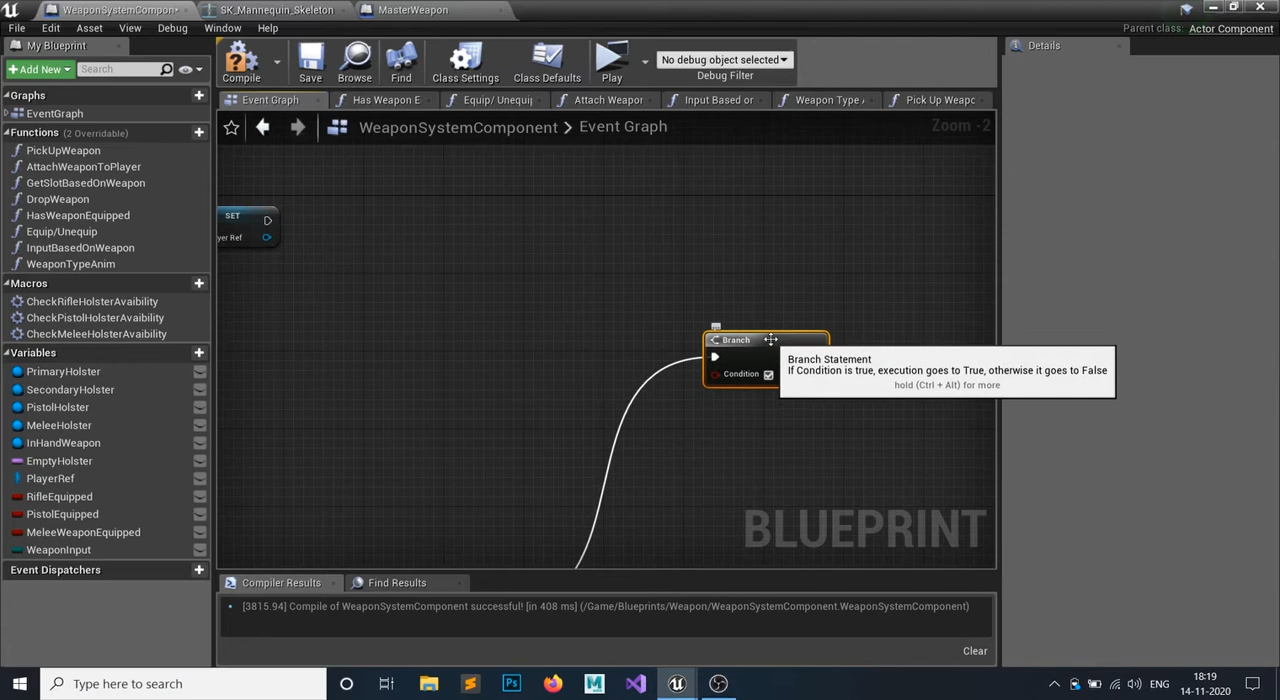 WeaponSystemCompon*
SK_Mannequin_Skeleton
MasterWeapon
File Edit Asset View Debug Window Help
Parent class: Actor Component
My Blueprint
Details
Add New
Search
Compile
Save
Browse
Find
Class Settings
Class Defaults
Play
No debug object selected
Debug Filter
Event Graph
Has Weapon E
Equip/ Unequi
Attach Weapor
Input Based or
Weapon Type
Pick Up Weapc
WeaponSystemComponent > Event Graph
Zoom -2
Graphs
EventGraph
Functions (2 Overridable)
PickUpWeapon
AttachWeaponToPlayer
GetSlotBasedOnWeapon
DropWeapon
HasWeaponEquipped
Equip/Unequip
InputBasedOnWeapon
WeaponTypeAnim
Macros
CheckRifleHolsterAvaibility
CheckPistolHolsterAvaibility
CheckMeleeHolsterAvaibility
Variables
PrimaryHolster
SecondaryHolster
PistolHolster
MeleeHolster
InHandWeapon
EmptyHolster
PlayerRef
RifleEquipped
PistolEquipped
MeleeWeaponEquipped
WeaponInput
Event Dispatchers
SET
yer Ref
Branch
Condition
Branch Statement
If Condition is true, execution goes to True, otherwise it goes to False
hold (Ctrl + Alt) for more
BLUEPRINT
Compiler Results
Find Results
[3815.94] Compile of WeaponSystemComponent successful! [in 408 ms] (/Game/Blueprints/Weapon/WeaponSystemComponent.WeaponSystemComponent)
Clear
Type here to search
18:19
14-11-2020